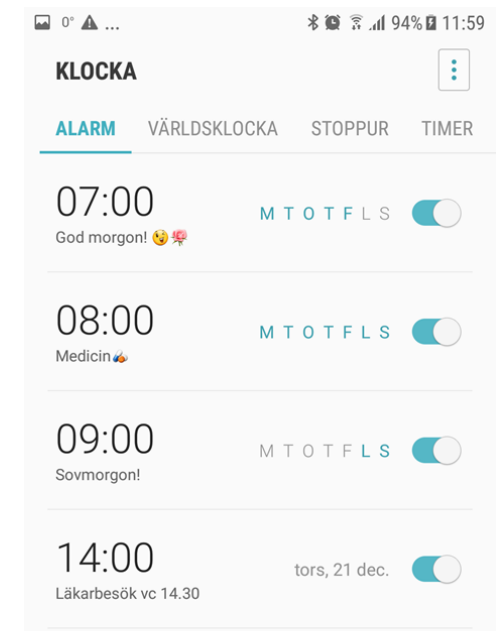 0° ... 94% 11:59
KLOCKA
ALARM VÄRLDSKLOCKA STOPPUR TIMER
07:00 M T O T F L S
God morgon! 😉🌹
08:00 M T O T F L S
Medicin💊
09:00 M T O T F L S
Sovmorgon!
14:00 tors, 21 dec.
Läkarbesök vc 14.30